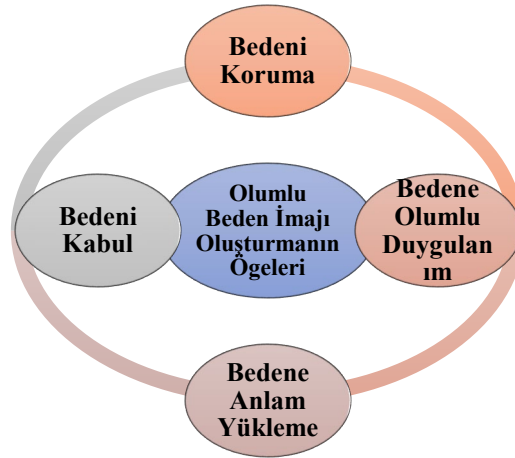 Bedeni
Koruma
Bedeni
Kabul
Olumlu
Beden İmajı
Oluşturmanın
Ögeleri
Bedene
Olumlu
Duygulan
ım
Bedene
Anlam
Yükleme